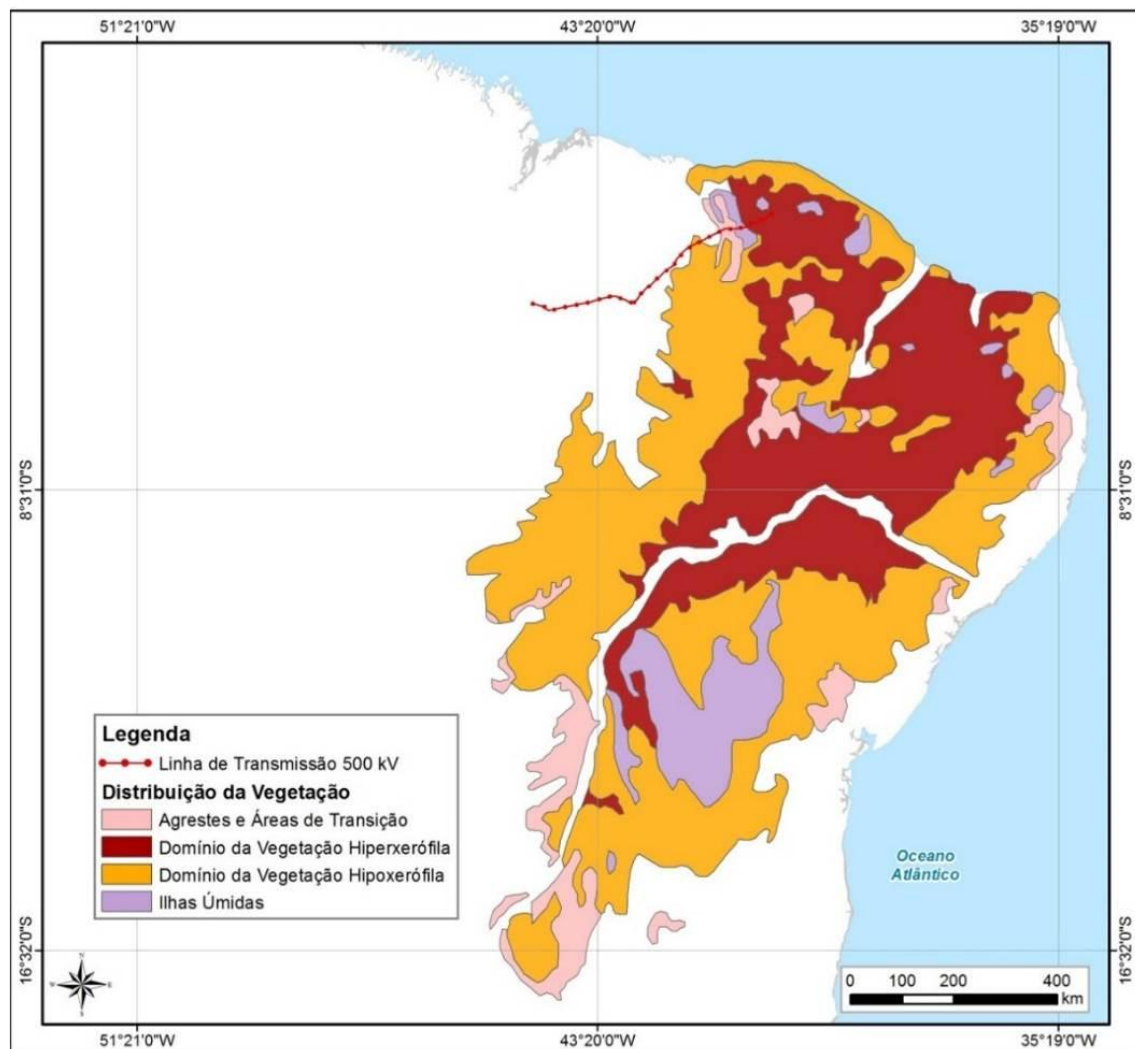 51°21'0"W
43°20'0"W
35°19'0"W
8°31'0"S
8°31'0"S
Legenda
Linha de Transmissão 500 kV
Distribuição da Vegetação
Agrestes e Áreas de Transição
Domínio da Vegetação Hiperxerófila
Domínio da Vegetação Hipoxerófila
Ilhas Úmidas
Oceano
Atlântico
16°32'0"S
16°32'0"S
N
0 100 200 400
km
51°21'0"W
43°20'0"W
35°19'0"W